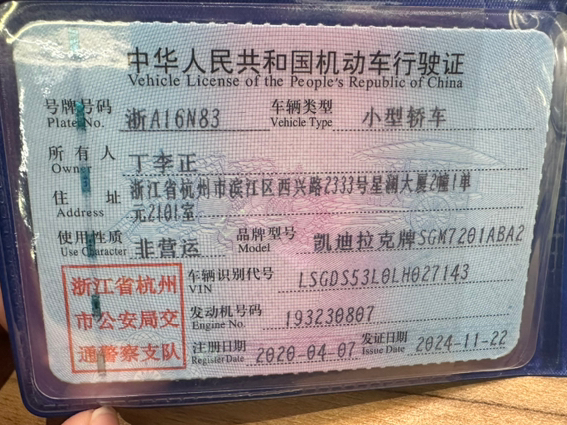 中华人民共和国机动车行驶证
Vehicle License of the People's Republic of China
号牌号码 浙A16N83 车辆类型 小型轿车
Plate No. Vehicle Type
所有人 丁李正
Owner
住址 浙江省杭州市滨江区西兴路2333号星澜大厦2幢1单
Address 元2101室
使用性质 非营运 品牌型号 凯迪拉克牌SGM7201ABA2
Use Character Model
浙江省杭州 车辆识别代号 LSGDS53L0LH027143
VIN
市公安局交 发动机号码 193230807
Engine No.
通警察支队 注册日期 2020-04-07 发证日期 2024-11-22
Register Date Issue Date